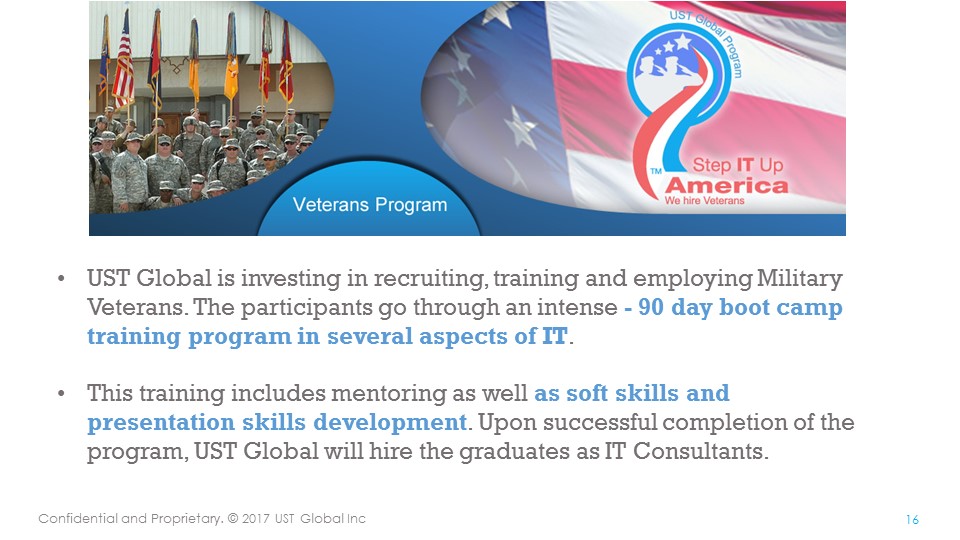 UST Global Program
Step IT Up
TM
America
We hire Veterans
Veterans Program
• UST Global is investing in recruiting, training and employing Military
Veterans. The participants go through an intense - 90 day boot camp
training program in several aspects of IT.
• This training includes mentoring as well as soft skills and
presentation skills development. Upon successful completion of the
program, UST Global will hire the graduates as IT Consultants.
Confidential and Proprietary. © 2017 UST Global Inc
16